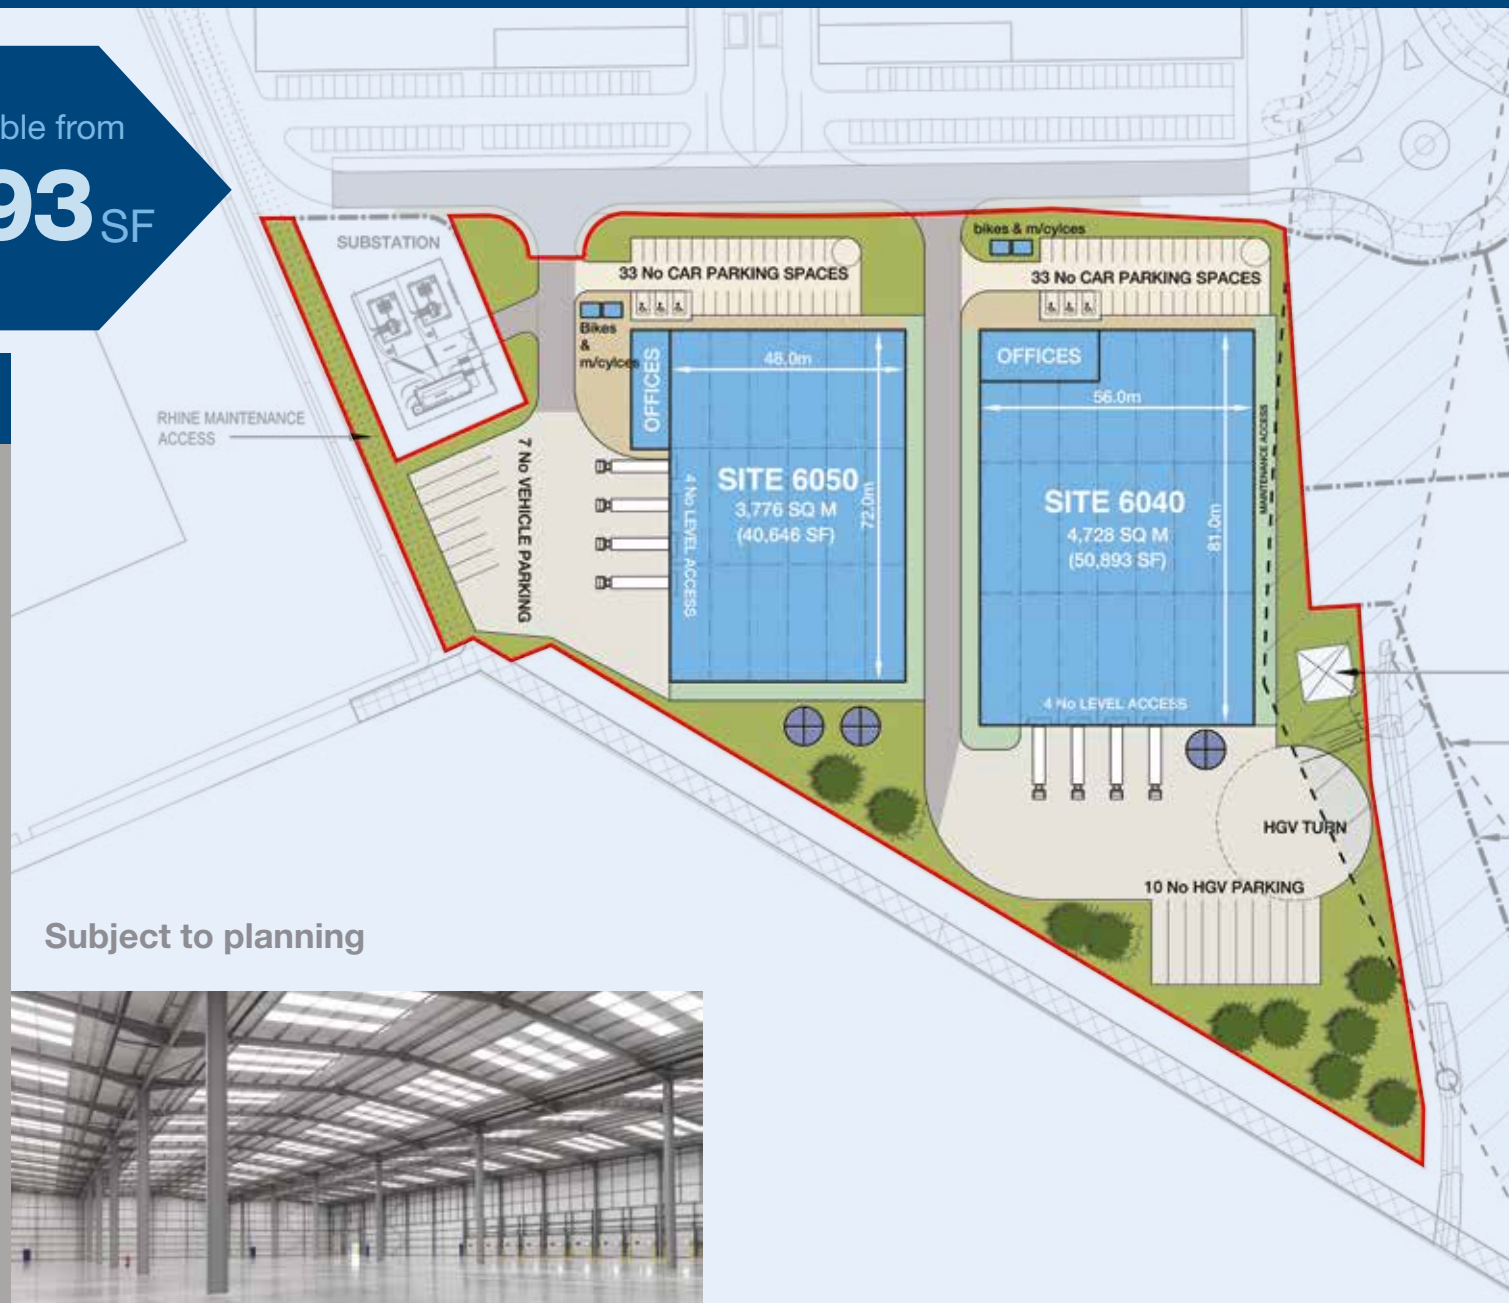 ble from
93 SF
SUBSTATION
RHINE MAINTENANCE
ACCESS
33 No CAR PARKING SPACES
Bikes
&
m/cylces
OFFICES
48.0m
72.0m
SITE 6050
3,776 SQ M
(40,646 SF)
4 No LEVEL ACCESS
7 No VEHICLE PARKING
bikes & m/cylces
33 No CAR PARKING SPACES
OFFICES
56.0m
81.0m
MAINTENANCE ACCESS
SITE 6040
4,728 SQ M
(50,893 SF)
4 No LEVEL ACCESS
HGV TURN
10 No HGV PARKING
Subject to planning